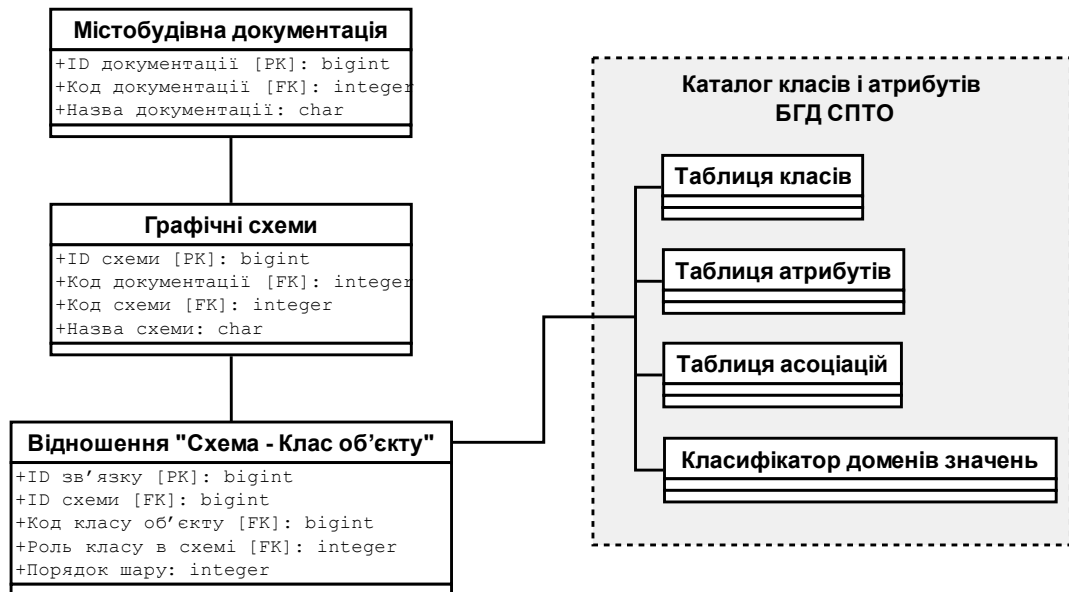 Містобудівна документація
+ID документації [PK]: bigint
+Код документації [FK]: integer
+Назва документації: char
Графічні схеми
+ID схеми [PK]: bigint
+Код документації [FK]: integer
+Код схеми [FK]: integer
+Назва схеми: char
Відношення "Схема - Клас об’єкту"
+ID зв’язку [PK]: bigint
+ID схеми [FK]: bigint
+Код класу об’єкту [FK]: bigint
+Роль класу в схемі [FK]: integer
+Порядок шару: integer
Каталог класів і атрибутів
БГД СПТО
Таблиця класів
Таблиця атрибутів
Таблиця асоціацій
Класифікатор доменів значень